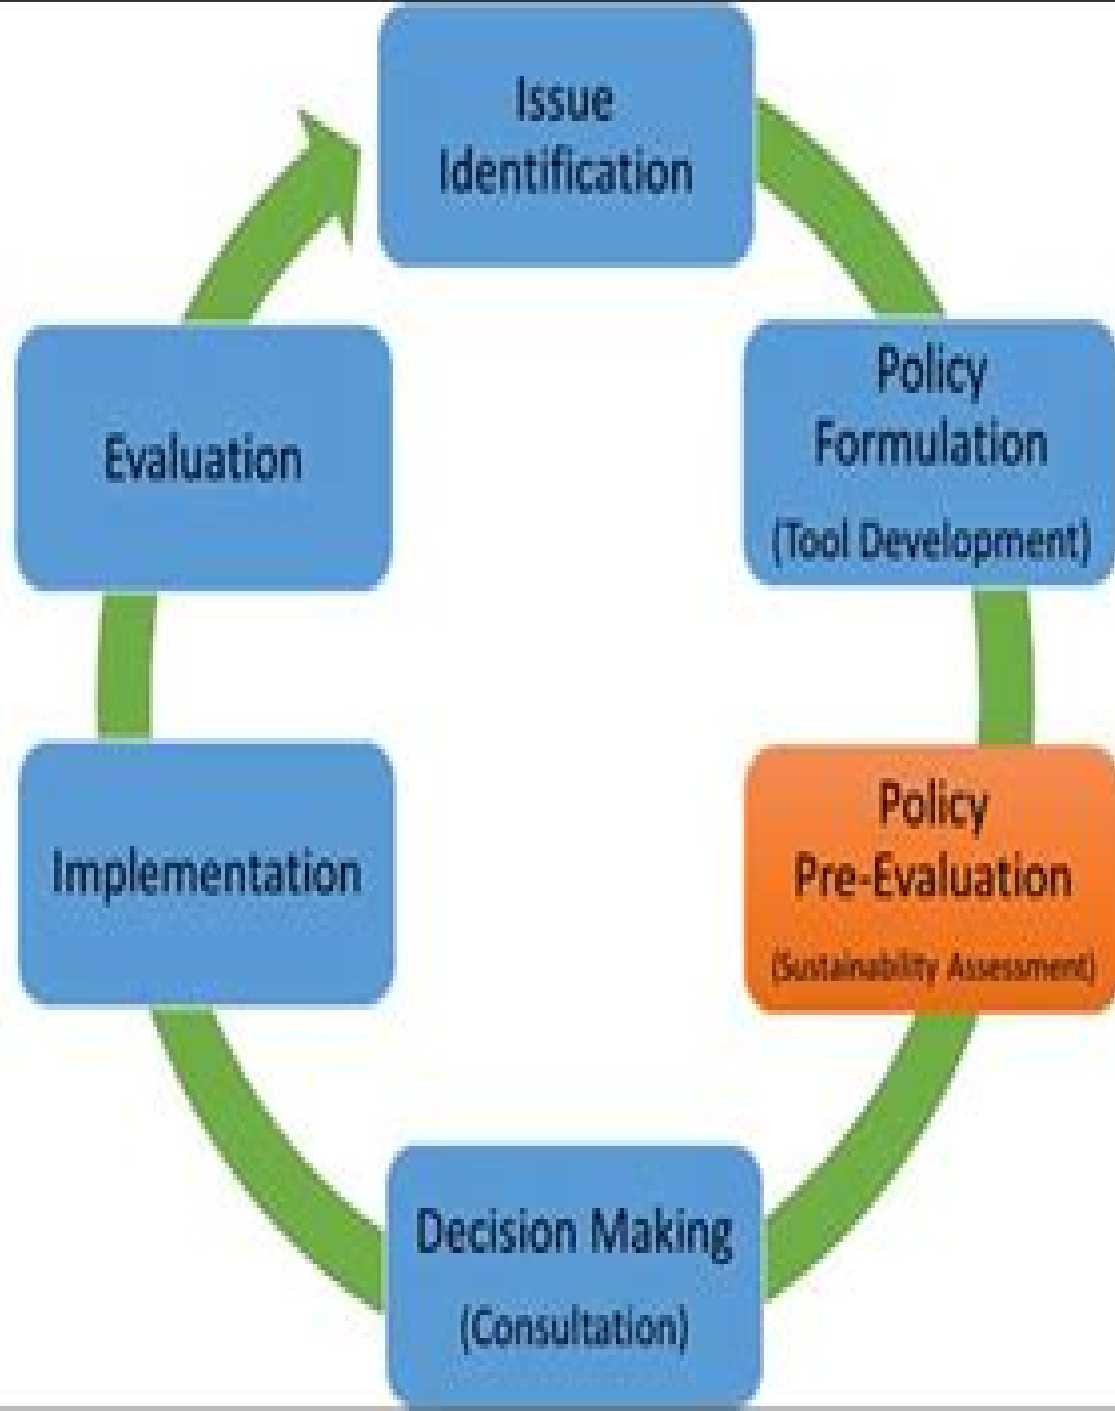 Issue
Identification
Policy
Formulation
(Tool Development)
Policy
Pre-Evaluation
(Sustainability Assessment)
Decision Making
(Consultation)
Implementation
Evaluation